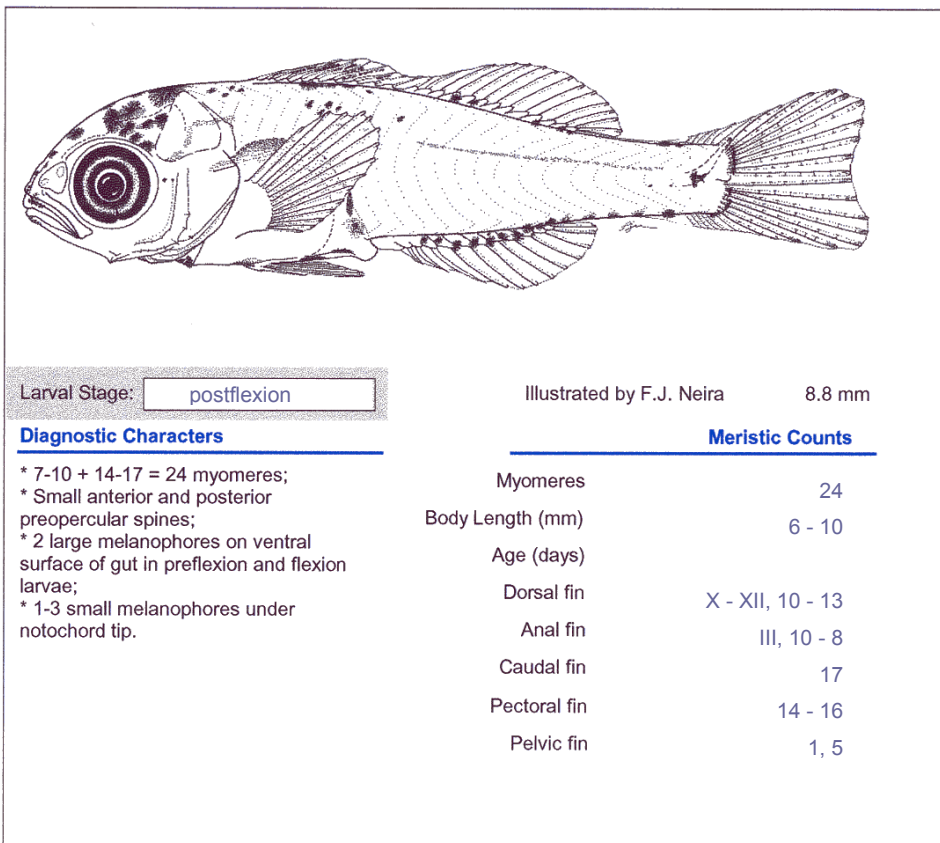 Larval Stage: postflexion
Illustrated by F.J. Neira 8.8 mm
Diagnostic Characters
* 7-10 + 14-17 = 24 myomeres;
* Small anterior and posterior
preopercular spines;
* 2 large melanophores on ventral
surface of gut in preflexion and flexion
larvae;
* 1-3 small melanophores under
notochord tip.
Meristic Counts
Myomeres 24
Body Length (mm) 6 - 10
Age (days)
Dorsal fin X - XII, 10 - 13
Anal fin III, 10 - 8
Caudal fin 17
Pectoral fin 14 - 16
Pelvic fin 1, 5